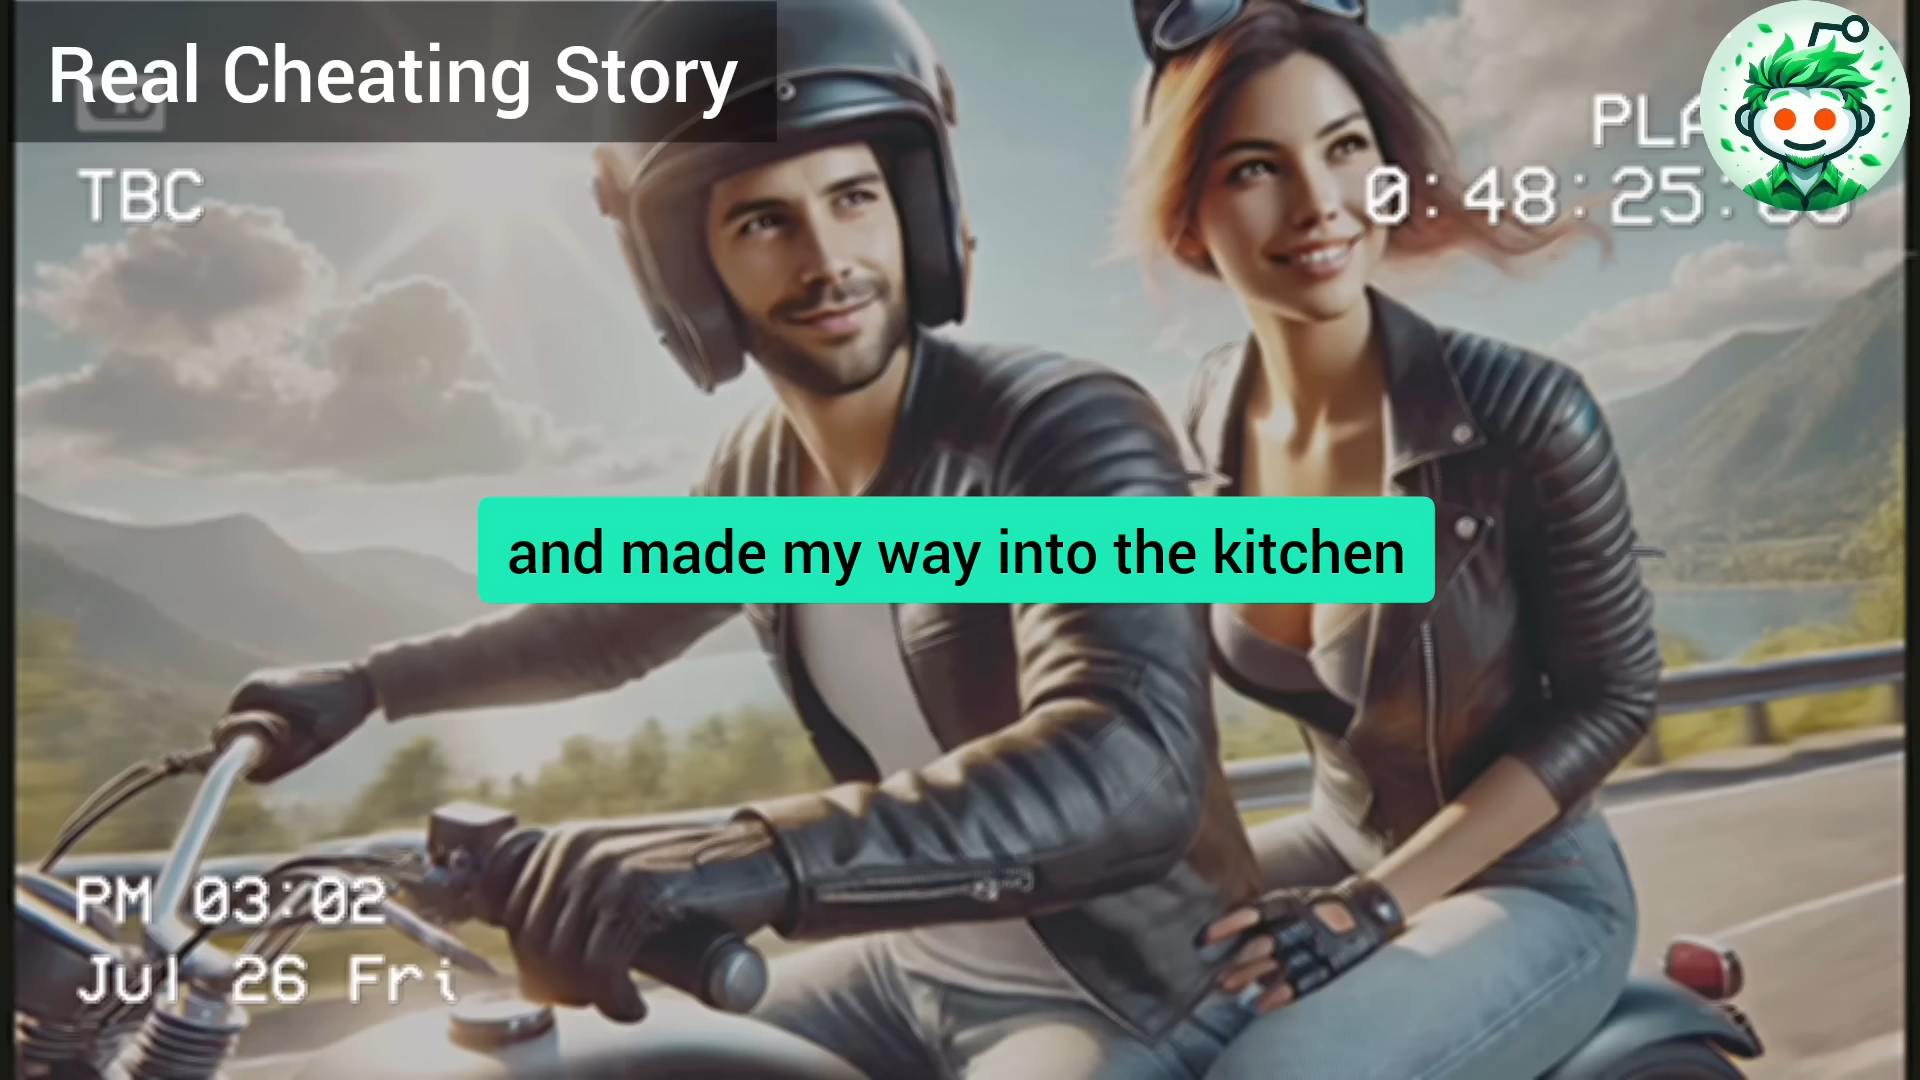 Real Cheating Story
TBC
0:48:25:
and made my way into the kitchen
PM 03:02
Jul 26 Fri